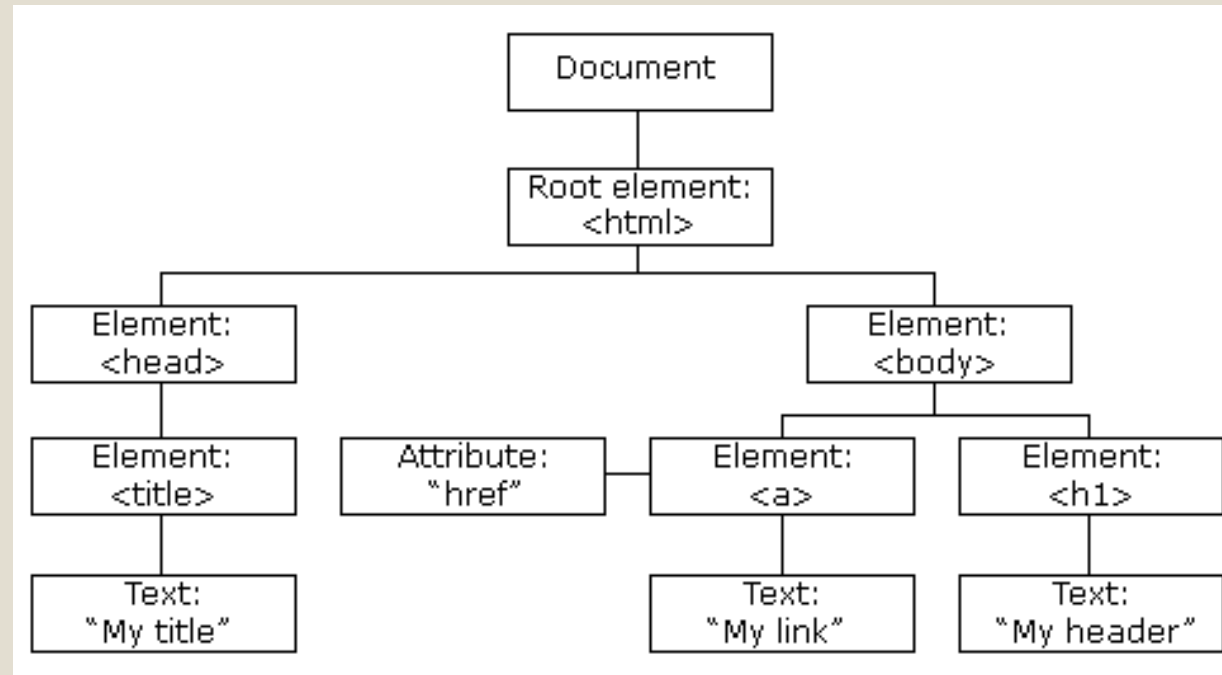 Document
Root element:
<html>
Element:
<head>
Element:
<body>
Element:
<title>
Attribute:
“href”
Element:
<a>
Element:
<h1>
Text:
“My title”
Text:
“My link”
Text:
“My header”